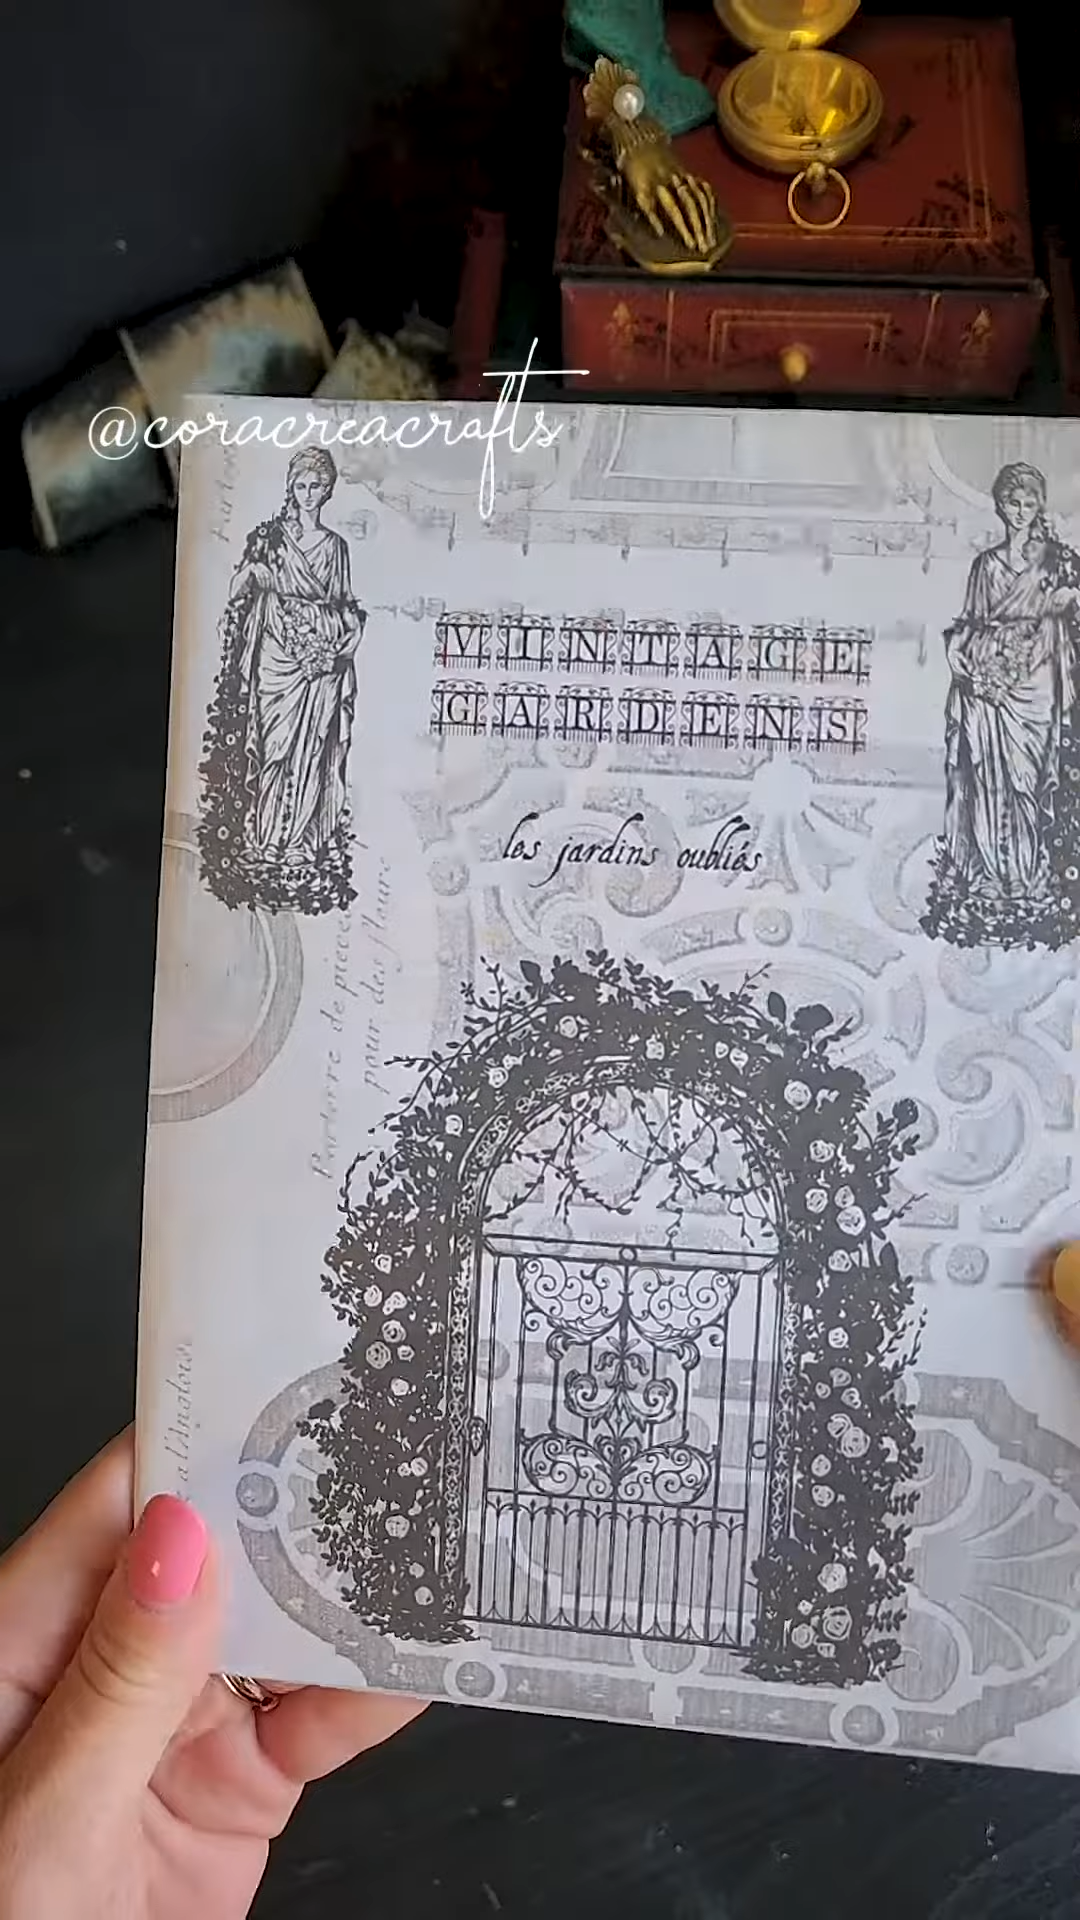 @coracreacrafts
VINTAGE
GARDENS
les jardins oubliés
Parterre de pieces
pour des fleurs